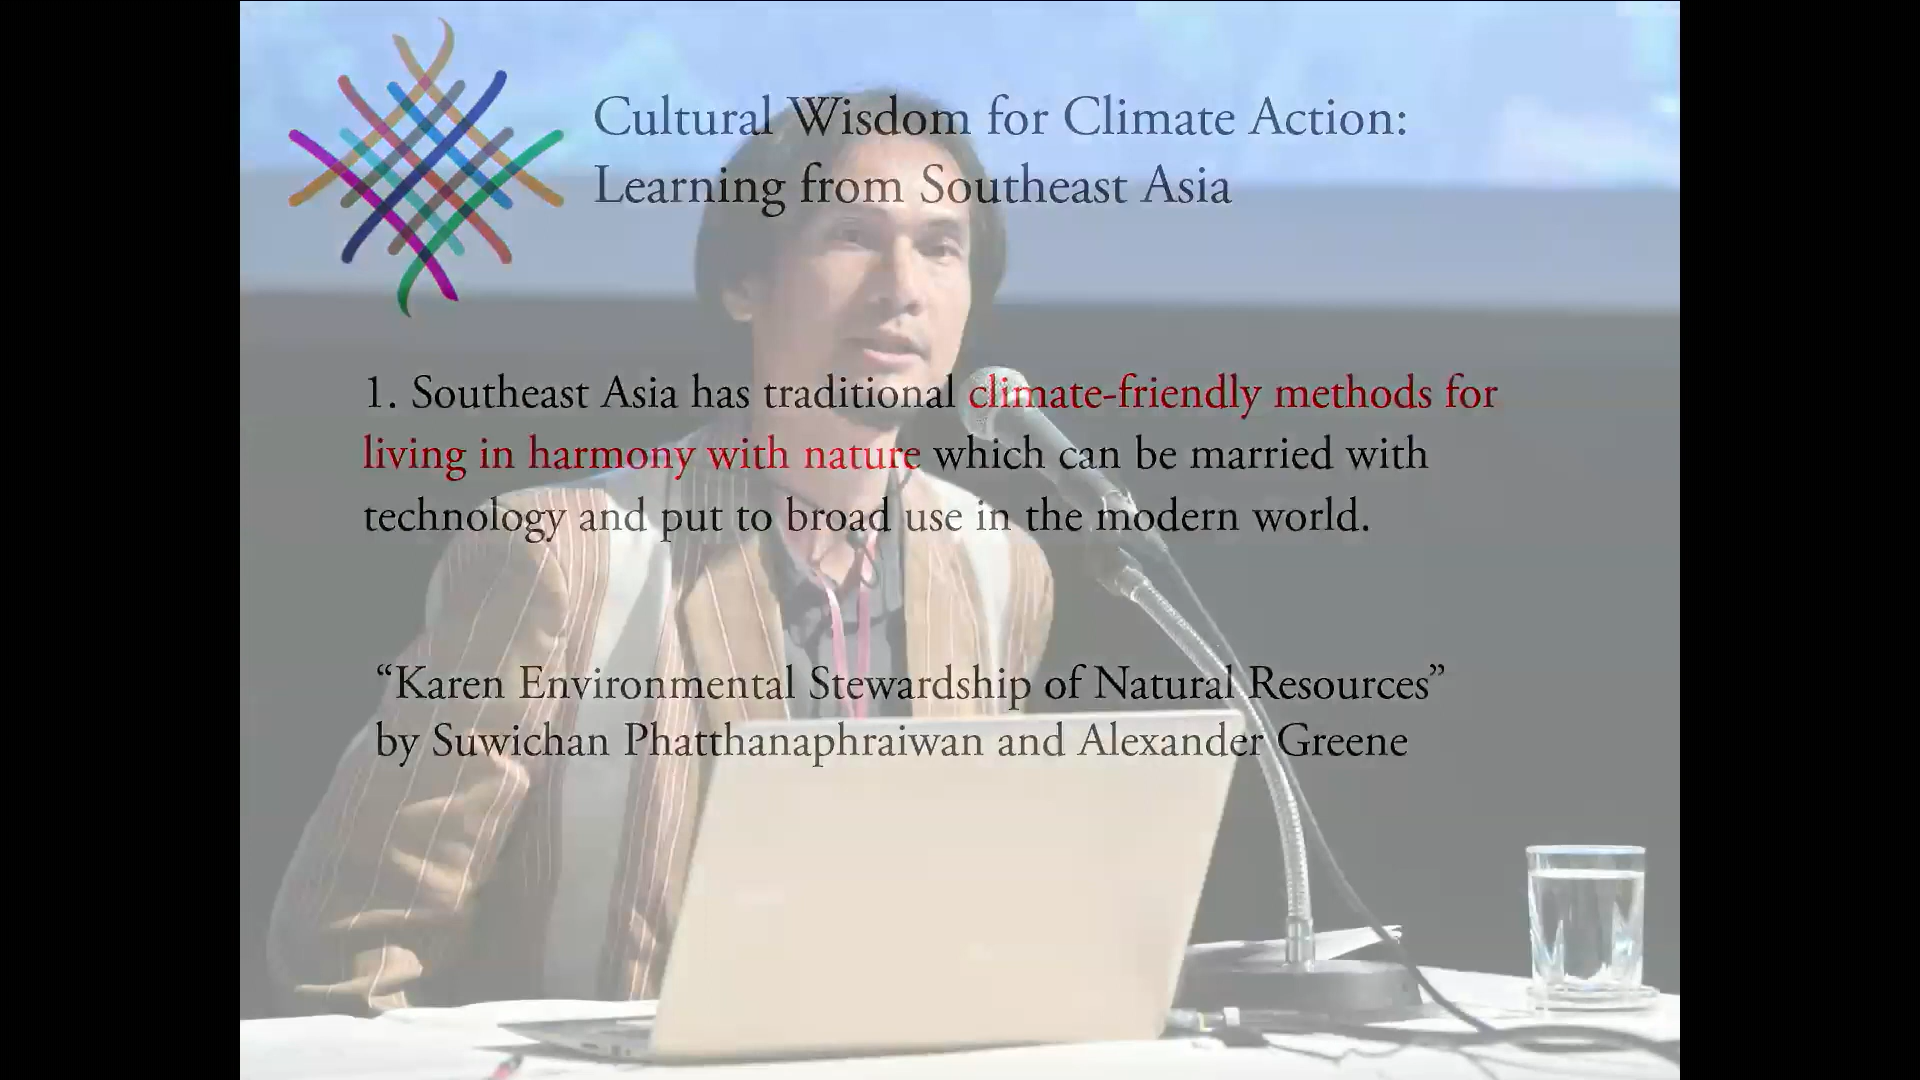 Cultural Wisdom for Climate Action:
Learning from Southeast Asia
1. Southeast Asia has traditional climate-friendly methods for
living in harmony with nature which can be married with
technology and put to broad use in the modern world.
“Karen Environmental Stewardship of Natural Resources”
by Suwichan Phatthanaphraiwan and Alexander Greene